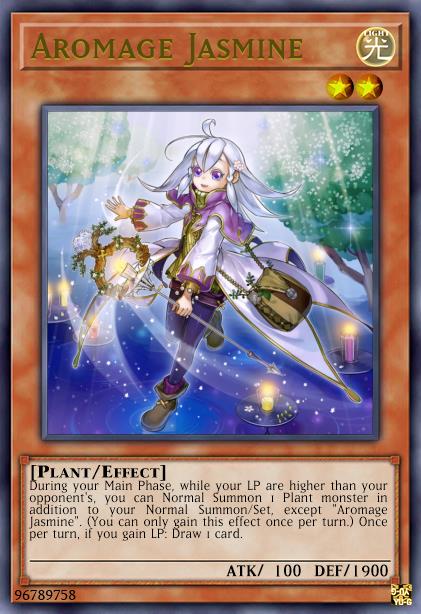 AROMAGE JASMINE
LIGHT
光
[PLANT/EFFECT]
During your Main Phase, while your LP are higher than your
opponent's, you can Normal Summon 1 Plant monster in
addition to your Normal Summon/Set, except "Aromage
Jasmine". (You can only gain this effect once per turn.) Once
per turn, if you gain LP: Draw 1 card.
ATK/ 100 DEF/1900
96789758